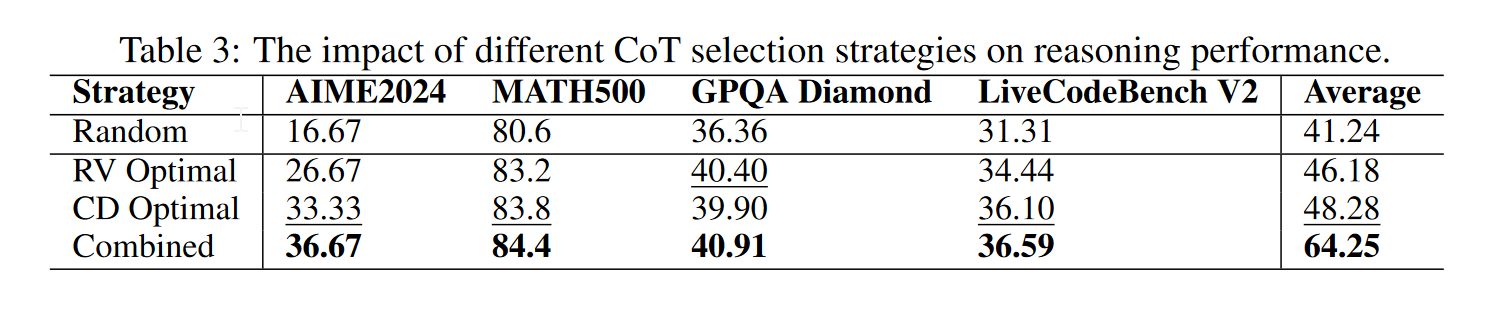 Table 3: The impact of different CoT selection strategies on reasoning performance.
Strategy AIME2024 MATH500 GPQA Diamond LiveCodeBench V2 Average
Random 16.67 80.6 36.36 31.31 41.24
RV Optimal 26.67 83.2 40.40 34.44 46.18
CD Optimal 33.33 83.8 39.90 36.10 48.28
Combined 36.67 84.4 40.91 36.59 64.25